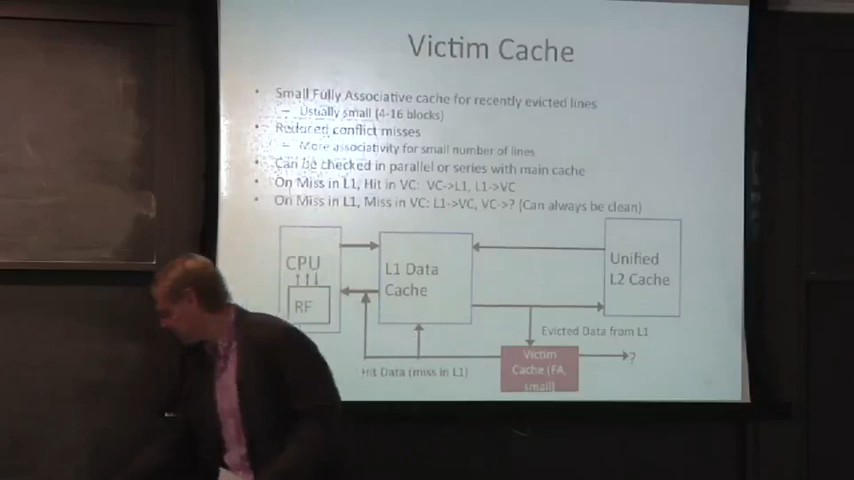 Victim Cache
• Small Fully Associative cache for recently evicted lines
– Usually small (4-16 blocks)
• Reduced conflict misses
– More associativity for small number of lines
• Can be checked in parallel or series with main cache
• On Miss in L1, Hit in VC: VC->L1, L1->VC
• On Miss in L1, Miss in VC: L1->VC, VC->? (Can always be clean)
CPU
RF
L1 Data
Cache
Unified
L2 Cache
Evicted Data from L1
Victim
Cache (FA,
small)
?
Hit Data (miss in L1)